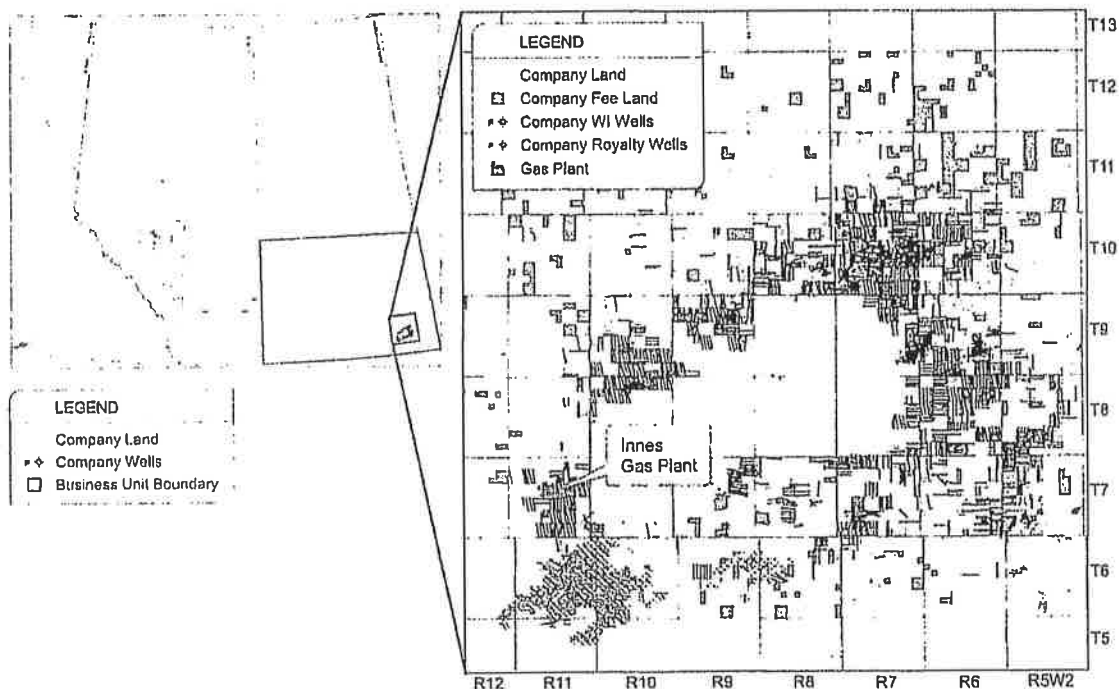 LEGEND
Company Land
Company Wells
Business Unit Boundary
LEGEND
Company Land
Company Fee Land
Company WI Wells
Company Royalty Wells
Gas Plant
Innes
Gas Plant
T13
T12
T11
T10
T9
T8
T7
T6
T5
R12 R11 R10 R9 R8 R7 R6 R5W2